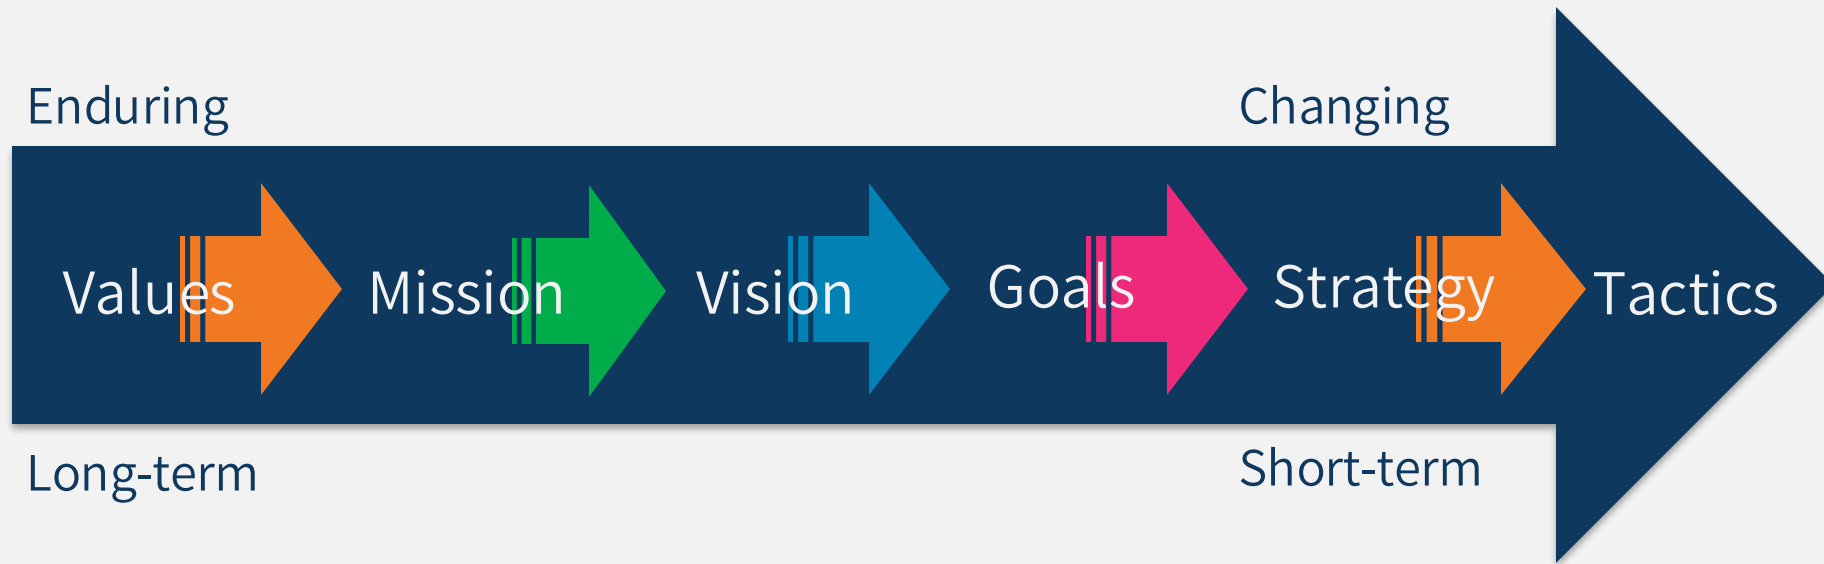 Enduring
Changing
Values
Mission
Vision
Goals
Strategy
Tactics
Long-term
Short-term